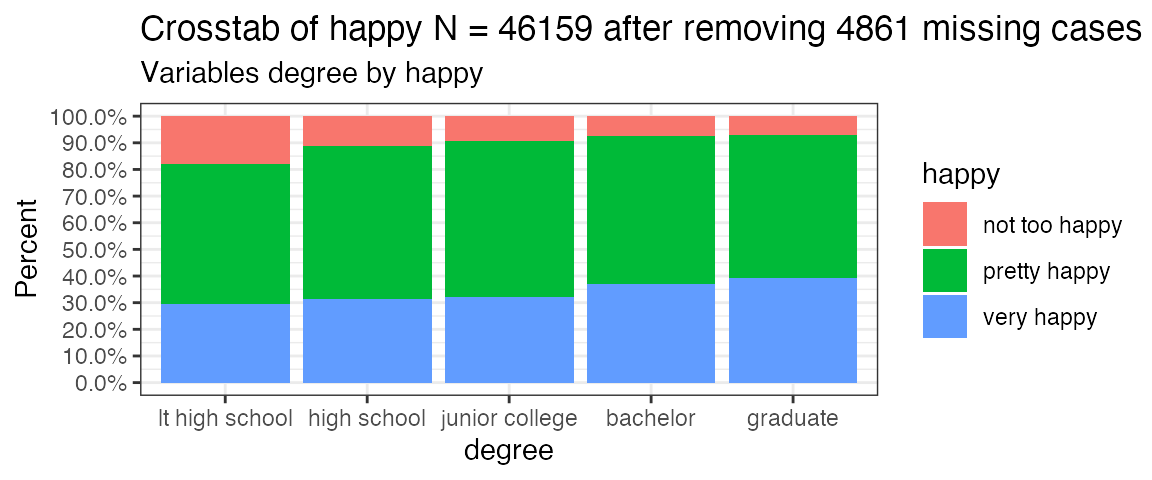 Crosstab of happy N = 46159 after removing 4861 missing cases
Variables degree by happy
Percent
100.0%
90.0%
80.0%
70.0%
60.0%
50.0%
40.0%
30.0%
20.0%
10.0%
0.0%
lt high school
high school
junior college
bachelor
graduate
degree
happy
not too happy
pretty happy
very happy